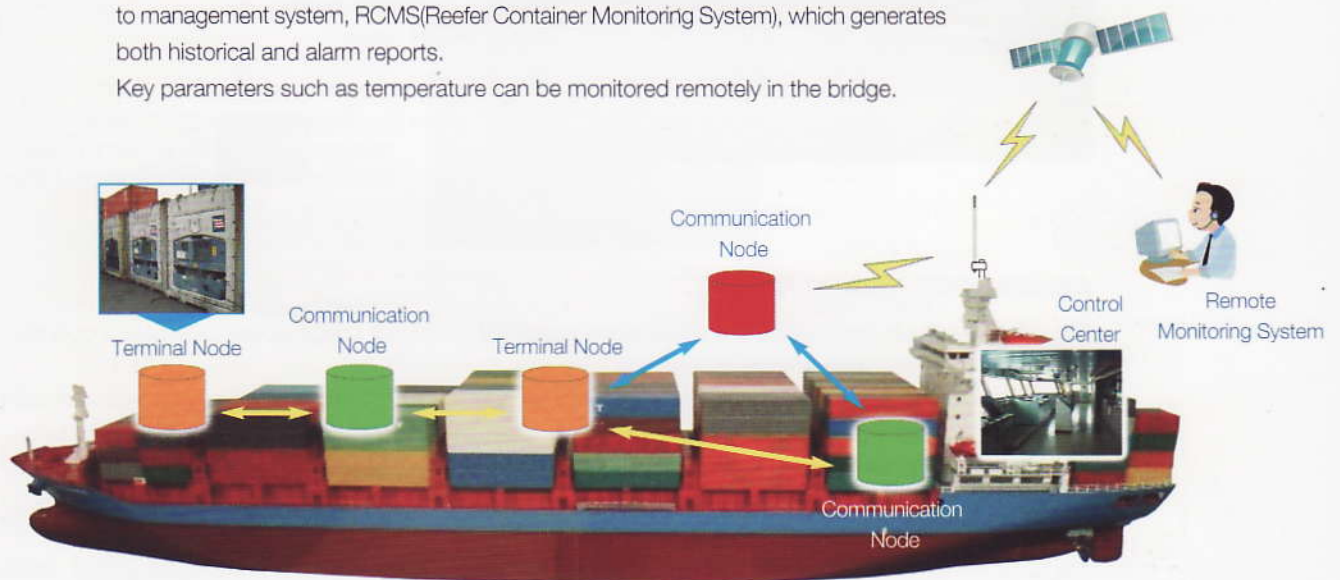 to management system, RCMS(Reefer Container Monitoring System), which generates
both historical and alarm reports.
Key parameters such as temperature can be monitored remotely in the bridge.
Communication
Node
Communication
Node
Terminal Node
Terminal Node
Control
Center
Remote
Monitoring System
Communication
Node